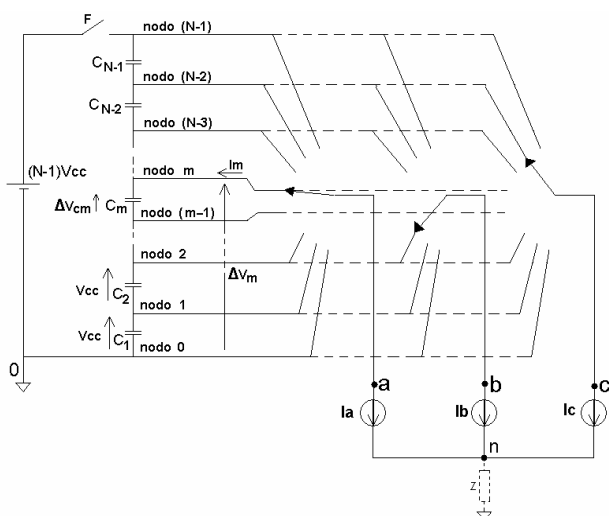 F
nodo (N-1)
C N-1
nodo (N-2)
C N-2
nodo (N-3)
(N-1)Vcc
nodo m
Im
ΔVcm
Cm
nodo (m-1)
nodo 2
ΔVm
Vcc
C2
nodo 1
Vcc
C1
nodo 0
0
a
b
c
Ia
Ib
Ic
n
Z